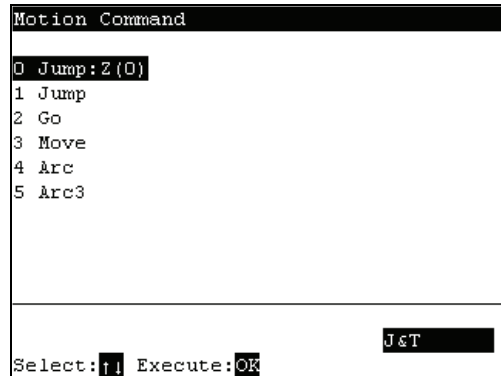 Motion Command
0 Jump:Z(0)
1 Jump
2 Go
3 Move
4 Arc
5 Arc3
J&T
Select:↑↓ Execute:OK